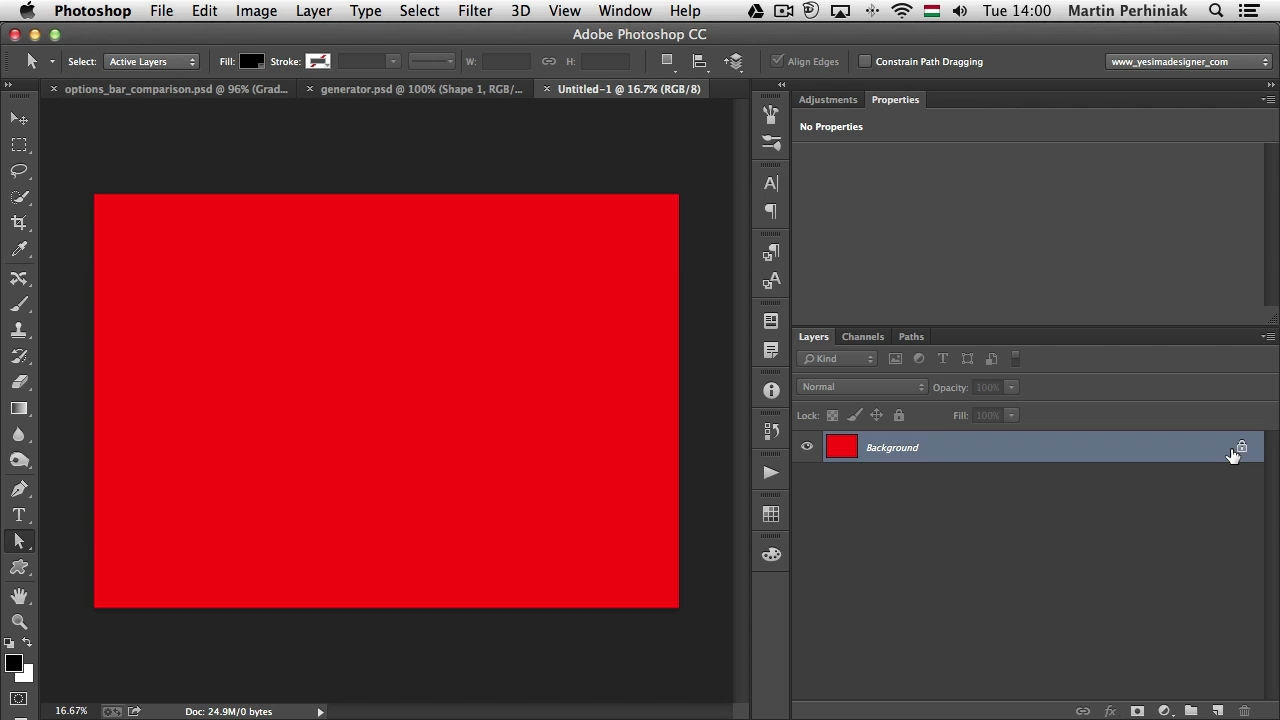 Photoshop File Edit Image Layer Type Select Filter 3D View Window Help Tue 14:00 Martin Perhiniak
Adobe Photoshop CC
Select: Active Layers Fill: Stroke: W: H: Align Edges Constrain Path Dragging www_yesimadesigner_com
options_bar_comparison.psd @ 96% (Grad... generator.psd @ 100% (Shape 1, RGB/... Untitled-1 @ 16.7% (RGB/8)
Adjustments Properties
No Properties
Layers Channels Paths
Kind
Normal Opacity: 100%
Lock: Fill: 100%
Background
16.67% Doc: 24.9M/0 bytes